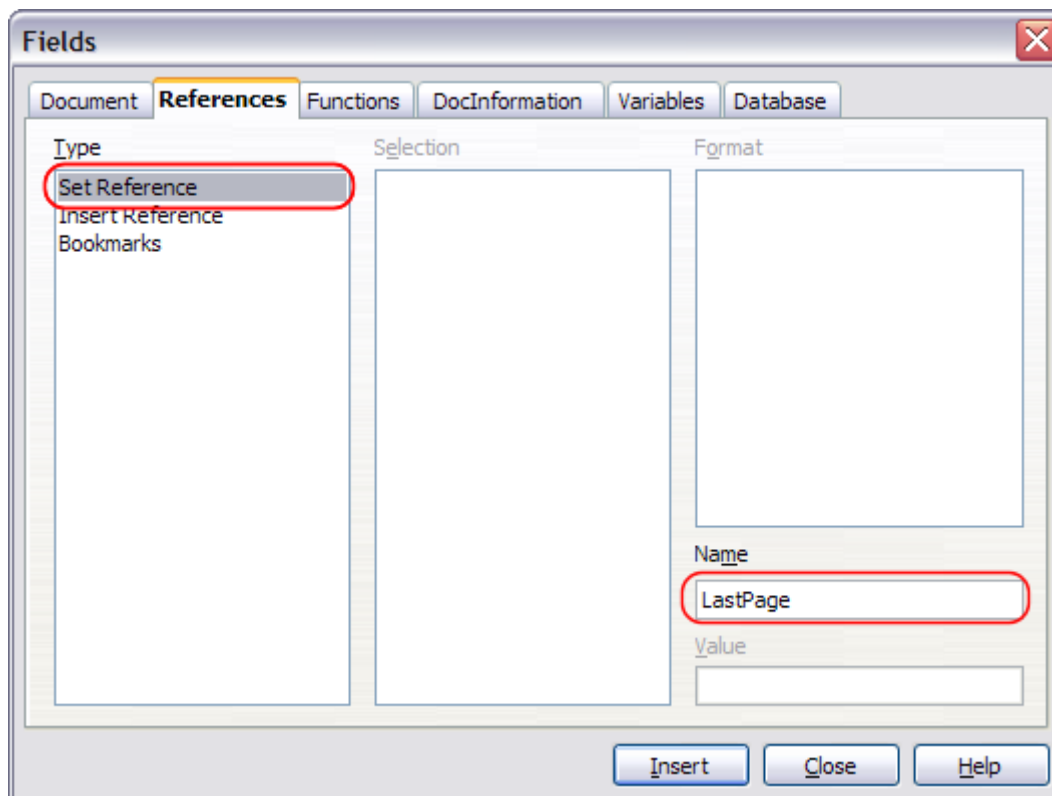 Fields
Document References Functions DocInformation Variables Database
Type Selection Format
Set Reference
Insert Reference
Bookmarks
Name
LastPage
Value
Insert Close Help